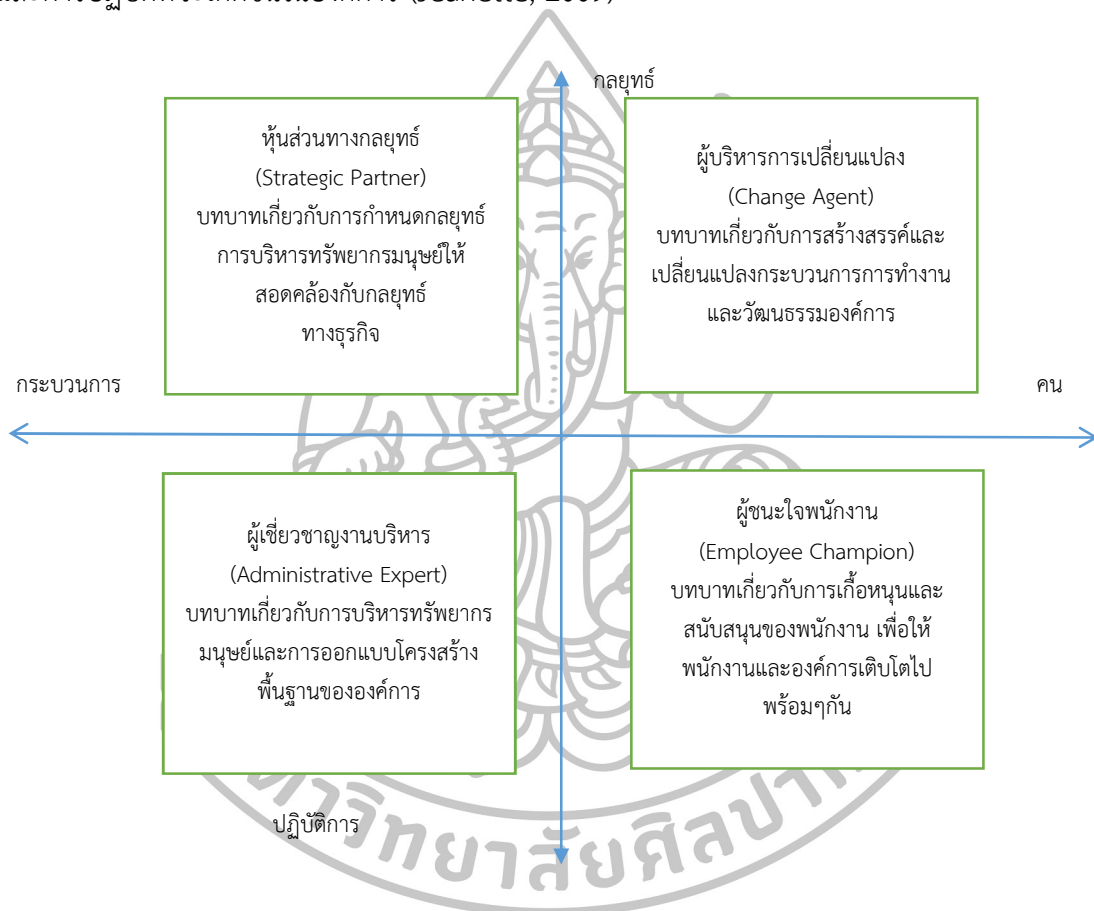 (Jeanette, 2009)
กลยุทธ์
หุ้นส่วนทางกลยุทธ์
(Strategic Partner)
บทบาทเกี่ยวกับการกำหนดกลยุทธ์
การบริหารทรัพยากรมนุษย์ให้
สอดคล้องกับกลยุทธ์
ทางธุรกิจ
ผู้บริหารการเปลี่ยนแปลง
(Change Agent)
บทบาทเกี่ยวกับการสร้างสรรค์และ
เปลี่ยนแปลงกระบวนการการทำงาน
และวัฒนธรรมองค์การ
กระบวนการ
คน
ผู้เชี่ยวชาญงานบริหาร
(Administrative Expert)
บทบาทเกี่ยวกับการบริหารทรัพยากร
มนุษย์และการออกแบบโครงสร้าง
พื้นฐานขององค์การ
ผู้ชนะใจพนักงาน
(Employee Champion)
บทบาทเกี่ยวกับการเกื้อหนุนและ
สนับสนุนของพนักงาน เพื่อให้
พนักงานและองค์การเติบโตไป
พร้อมๆกัน
ปฏิบัติการ